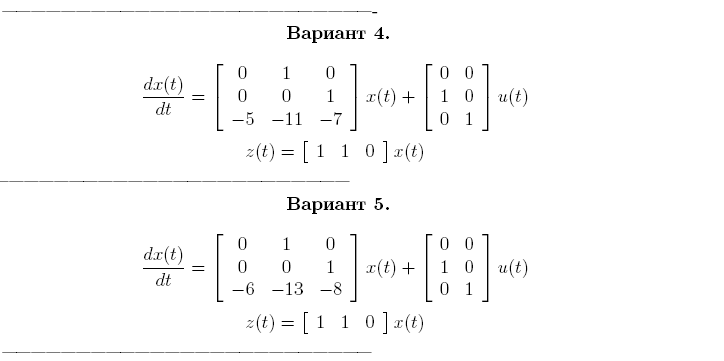 Вариант 4.
dx(t)/dt = [ 0 1 0 ; 0 0 1 ; −5 −11 −7 ] x(t) + [ 0 0 ; 1 0 ; 0 1 ] u(t)
z(t) = [ 1 1 0 ] x(t)
Вариант 5.
dx(t)/dt = [ 0 1 0 ; 0 0 1 ; −6 −13 −8 ] x(t) + [ 0 0 ; 1 0 ; 0 1 ] u(t)
z(t) = [ 1 1 0 ] x(t)